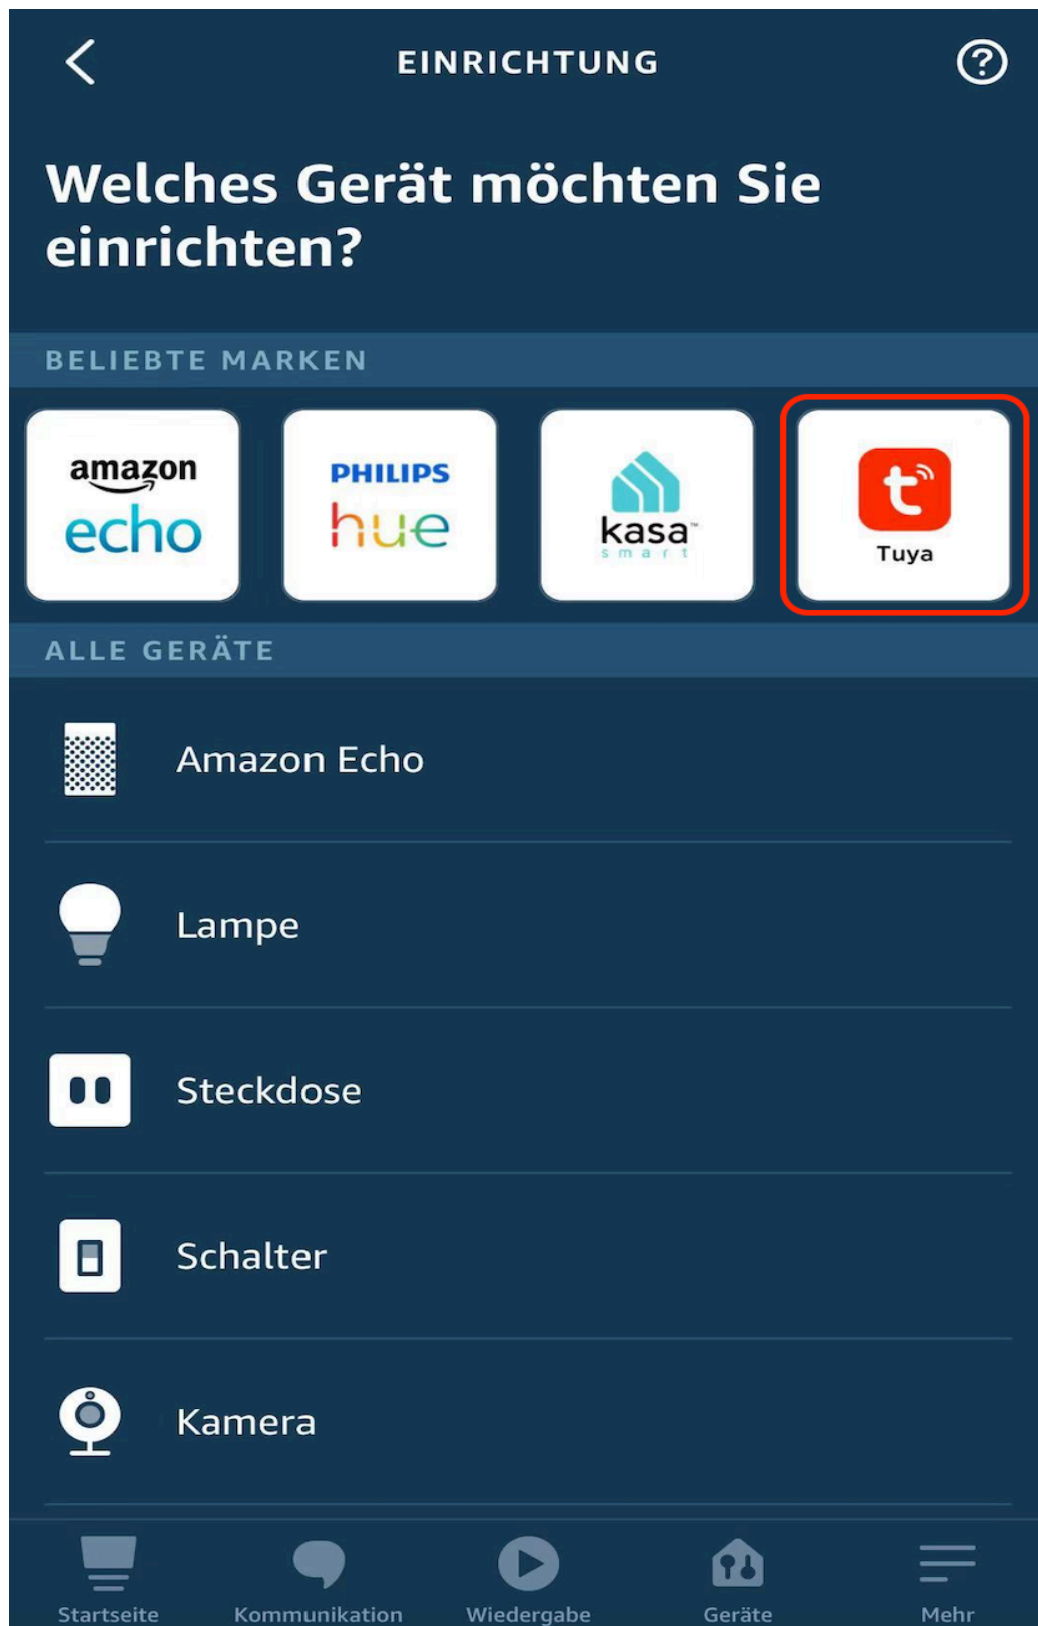 EINRICHTUNG
Welches Gerät möchten Sie
einrichten?
BELIEBTE MARKEN
amazon
echo
PHILIPS
hue
kasa™
smart
Tuya
ALLE GERÄTE
Amazon Echo
Lampe
Steckdose
Schalter
Kamera
Startseite
Kommunikation
Wiedergabe
Geräte
Mehr